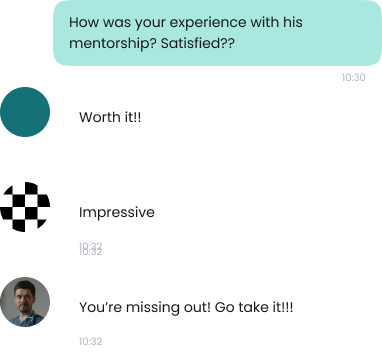 How was your experience with his
mentorship? Satisfied??
10:30
Worth it!!
Impressive
10:32
10:32
You’re missing out! Go take it!!!
10:32